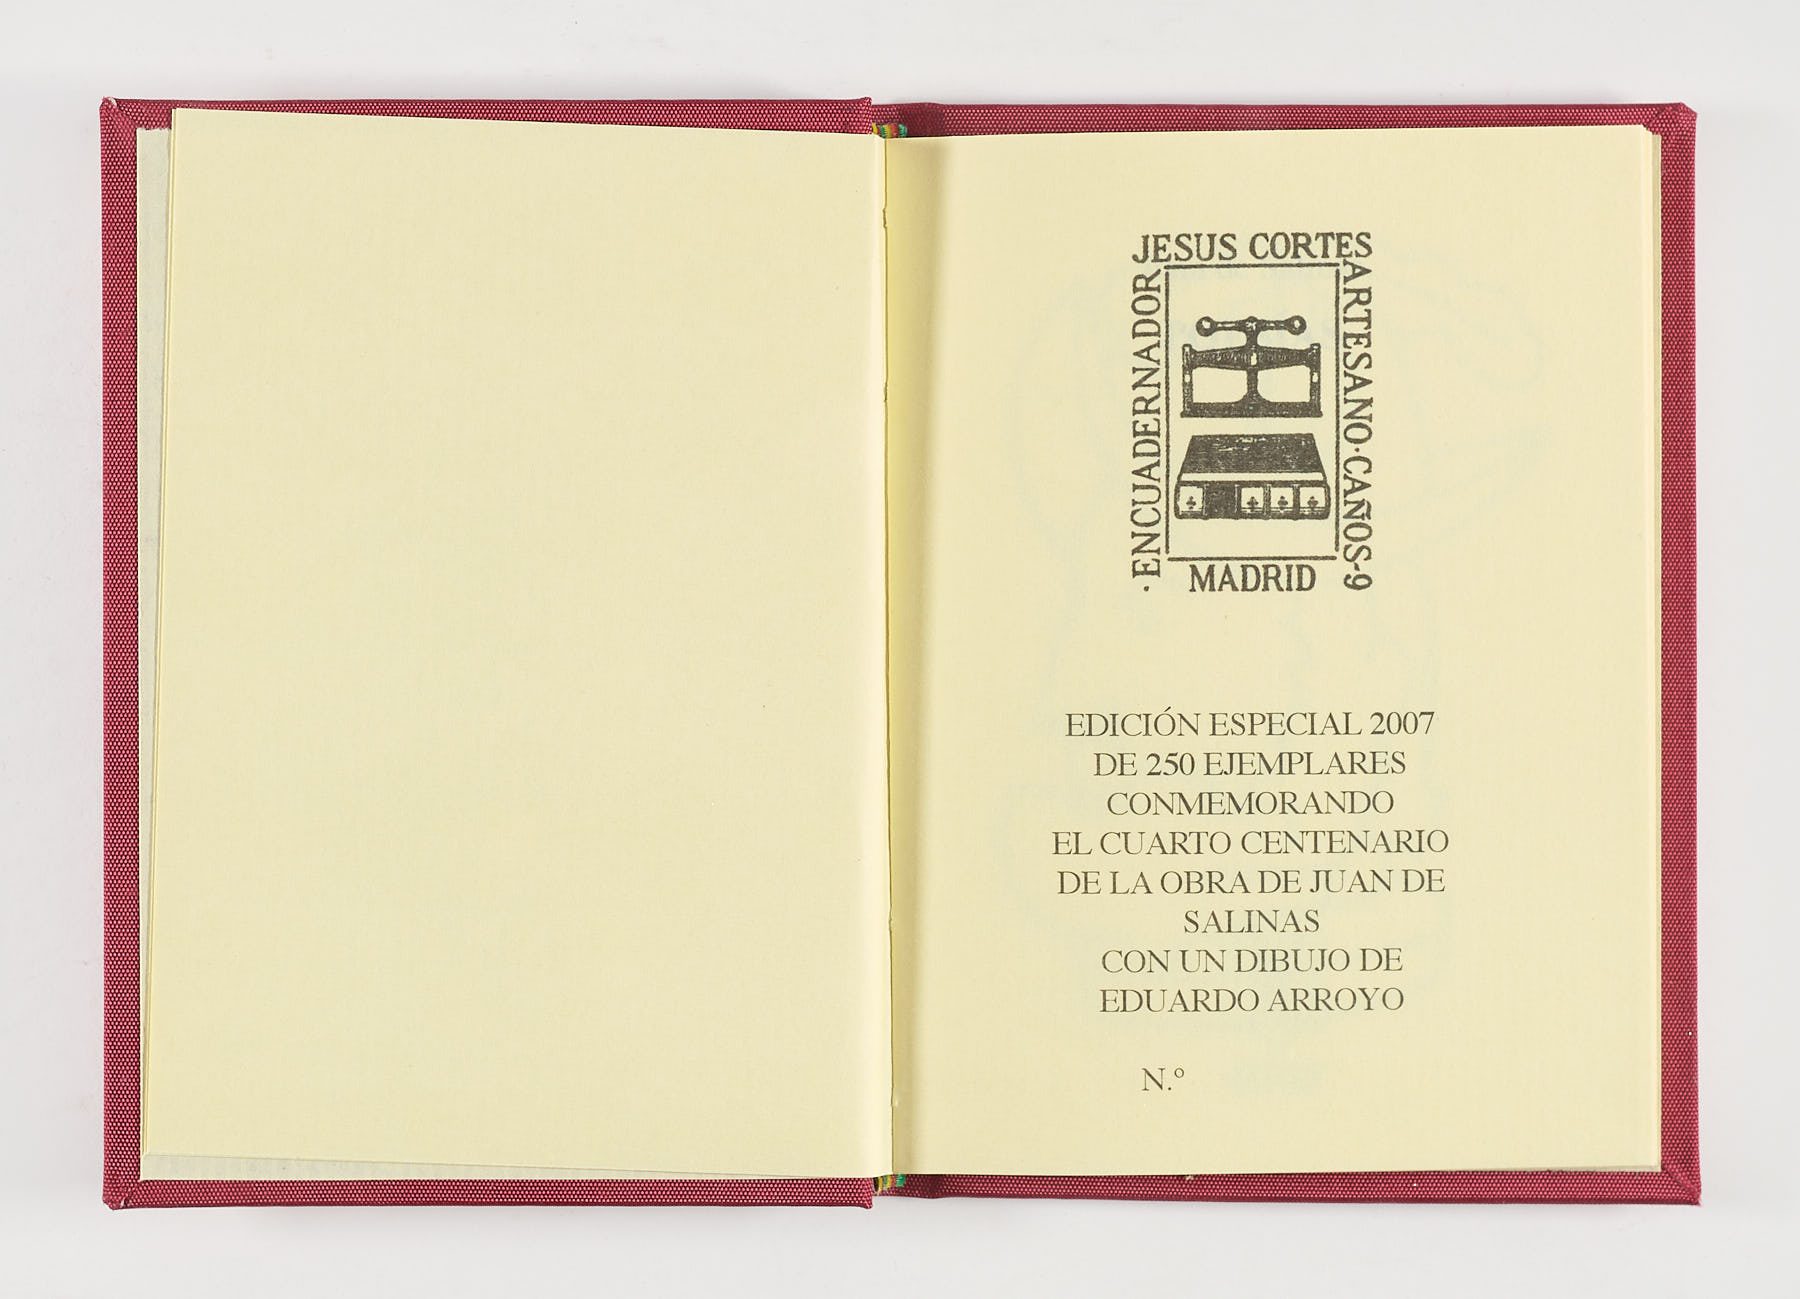 JESUS CORTES
ARTESANO·CAÑOS-9
·ENCUADERNADOR
MADRID
EDICIÓN ESPECIAL 2007
DE 250 EJEMPLARES
CONMEMORANDO
EL CUARTO CENTENARIO
DE LA OBRA DE JUAN DE
SALINAS
CON UN DIBUJO DE
EDUARDO ARROYO
N.º